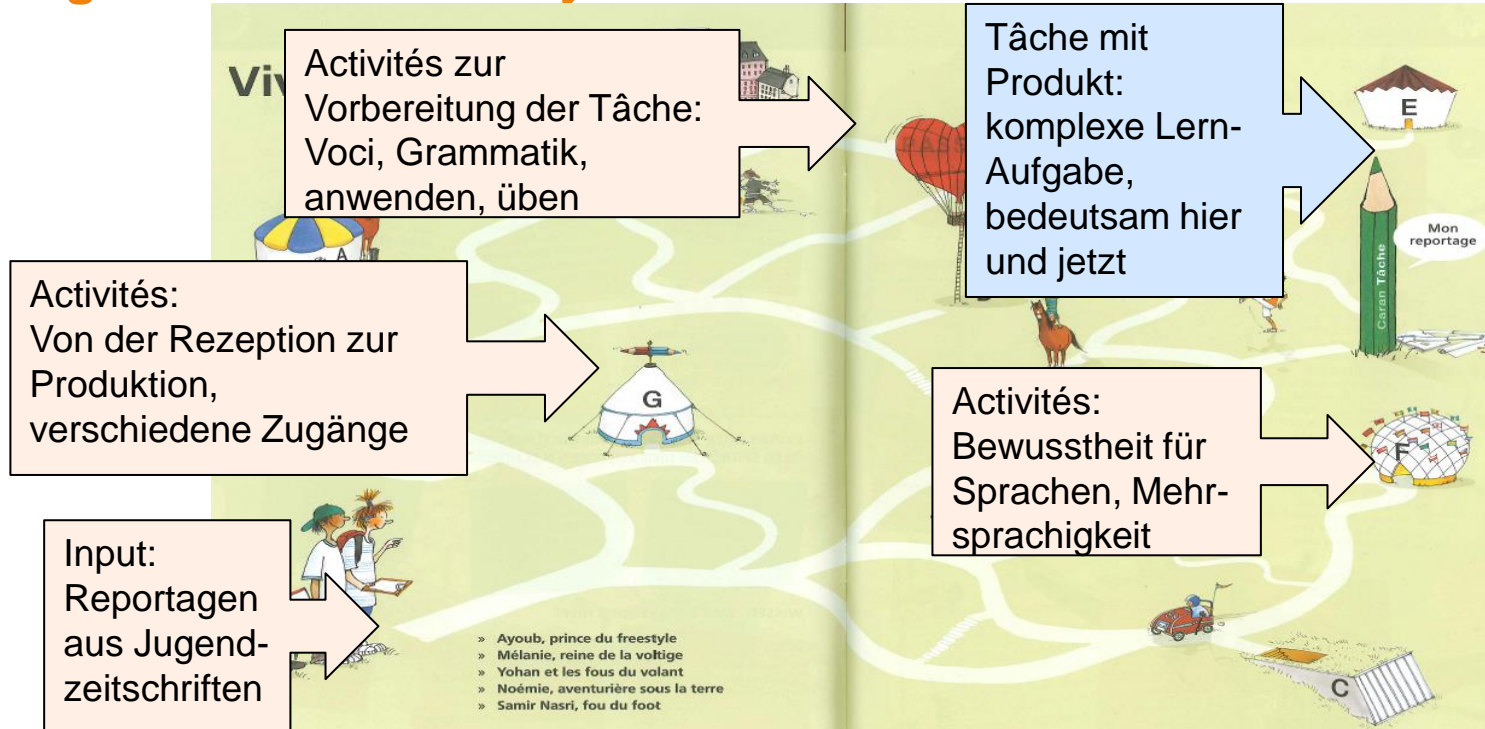 Viv
Activités zur
Vorbereitung der Tâche:
Voci, Grammatik,
anwenden, üben
Tâche mit
Produkt:
komplexe Lern-
Aufgabe,
bedeutsam hier
und jetzt
E
Mon
reportage
Caran Tâche
A
Activités:
Von der Rezeption zur
Produktion,
verschiedene Zugänge
G
Activités:
Bewusstheit für
Sprachen, Mehr-
sprachigkeit
F
Input:
Reportagen
aus Jugend-
zeitschriften
» Ayoub, prince du freestyle
» Mélanie, reine de la voltige
» Yohan et les fous du volant
» Noémie, aventurière sous la terre
» Samir Nasri, fou du foot
C